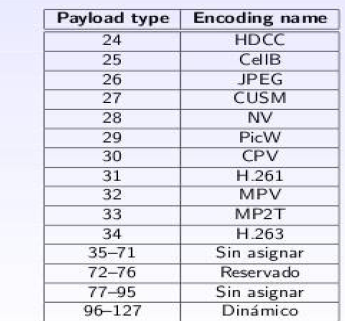 Payload type Encoding name
24 HDCC
25 CellB
26 JPEG
27 CUSM
28 NV
29 PicW
30 CPV
31 H.261
32 MPV
33 MP2T
34 H.263
35–71 Sin asignar
72–76 Reservado
77–95 Sin asignar
96–127 Dinámico